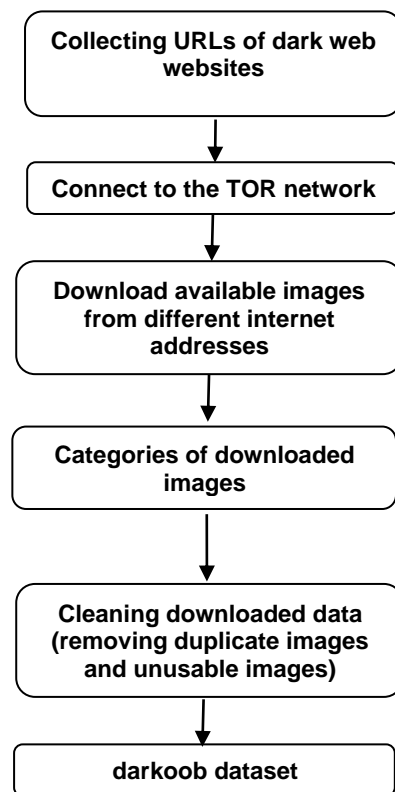 Collecting URLs of dark web
websites
Connect to the TOR network
Download available images
from different internet
addresses
Categories of downloaded
images
Cleaning downloaded data
(removing duplicate images
and unusable images)
darkoob dataset